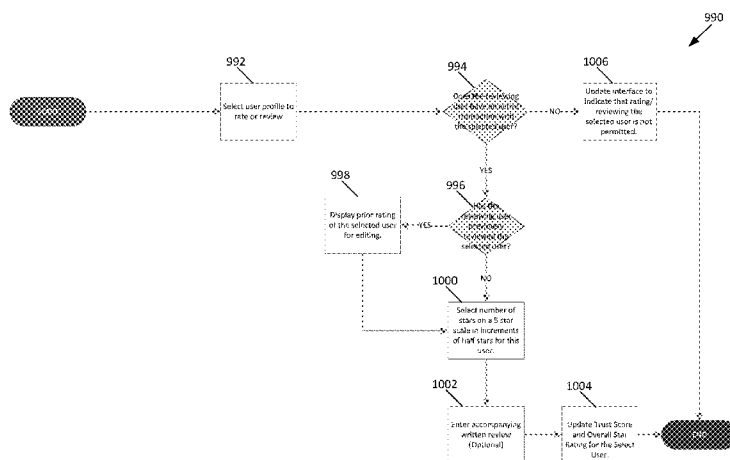 990
992
994
1006
Select user profile to
rate or review
Does the reviewing
user have an active
transaction with
the selected user?
NO
Update interface to
indicate that rating/
reviewing the
selected user is not
permitted.
YES
998
996
Display prior rating
of the selected user
for editing.
YES
Has the
reviewing user
previously
reviewed the
selected user?
NO
1000
Select number of
stars on a 5 star
scale in increments
of half stars for this
user.
1002
1004
Enter accompanying
written review
(Optional)
Update Trust Score
and Overall Star
Rating for the Select
User.
End